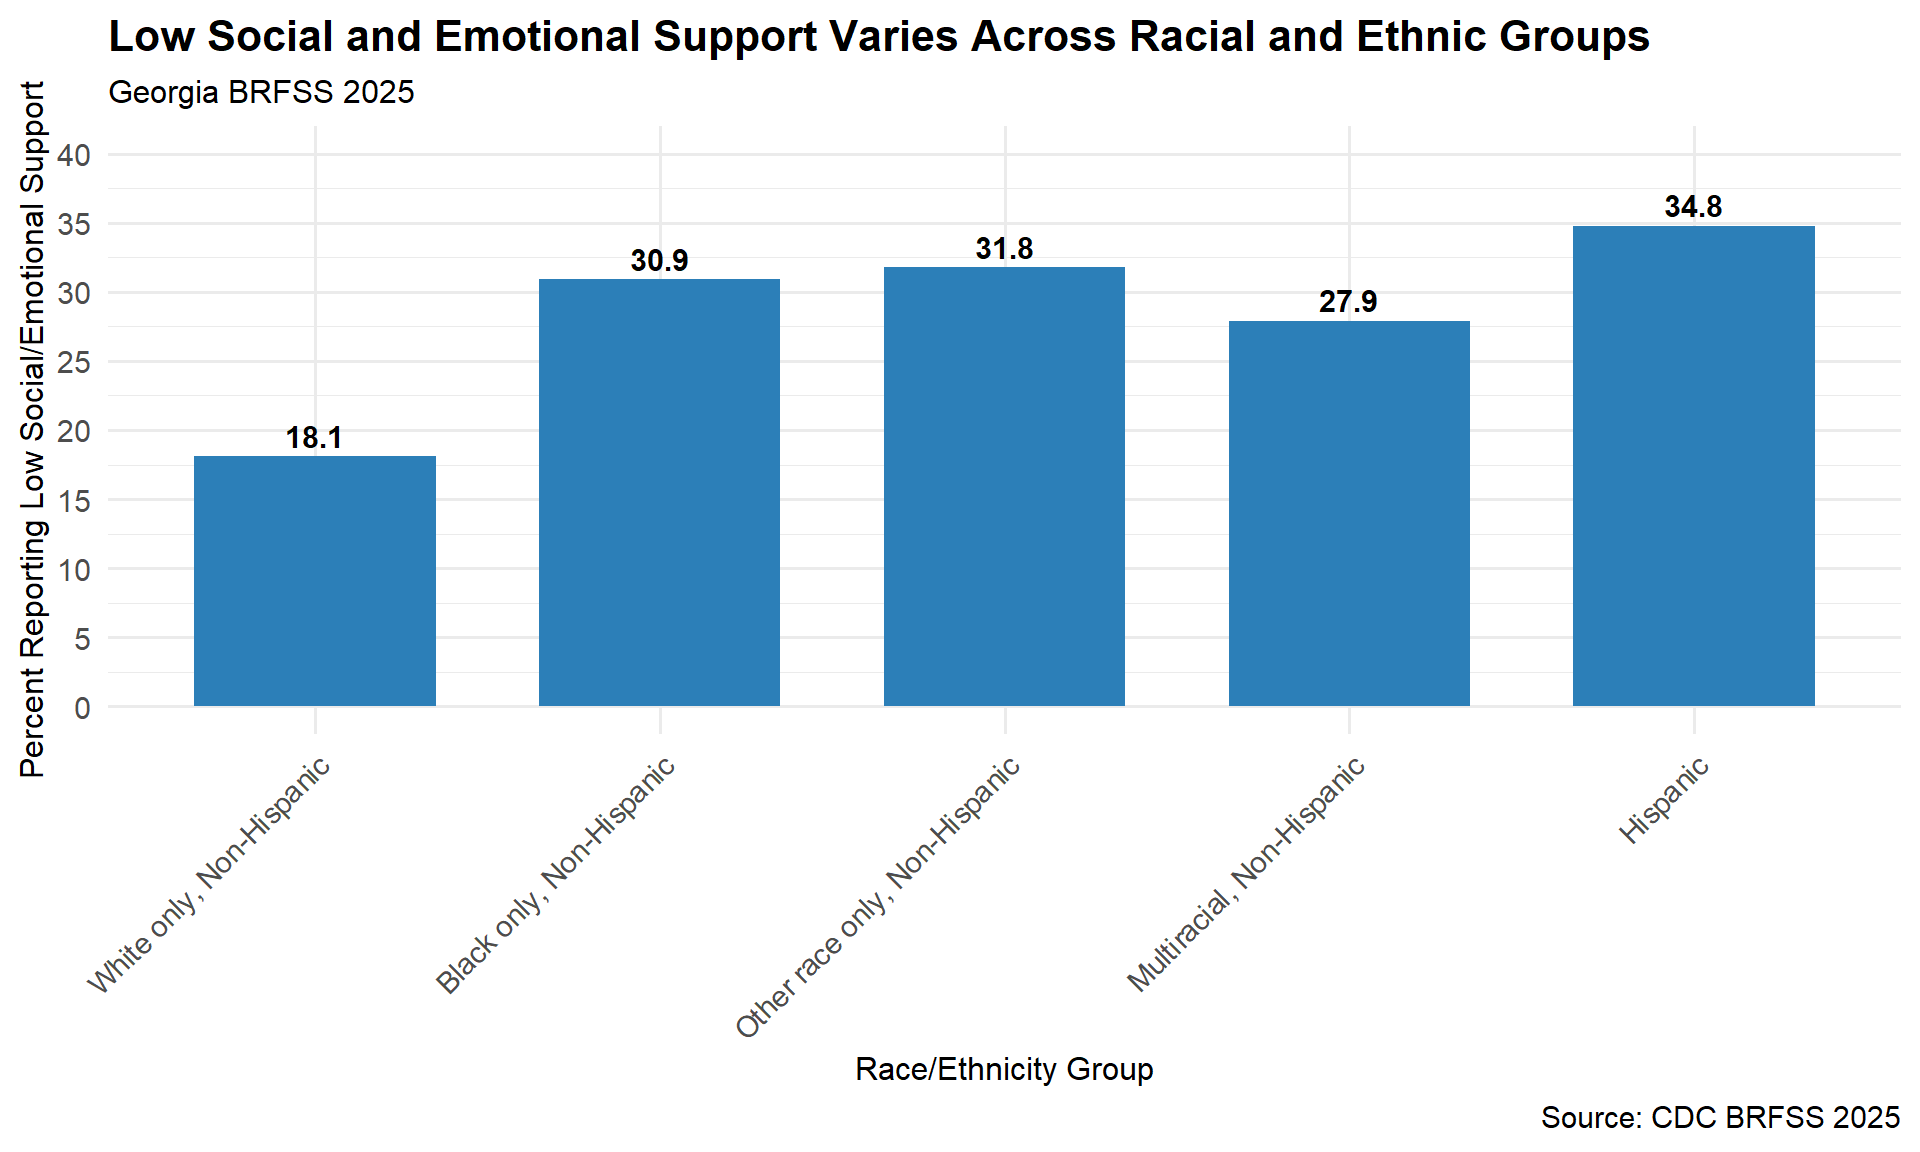 Low Social and Emotional Support Varies Across Racial and Ethnic Groups
Georgia BRFSS 2025
Percent Reporting Low Social/Emotional Support
40
35
30
25
20
15
10
5
0
18.1
30.9
31.8
27.9
34.8
White only, Non-Hispanic
Black only, Non-Hispanic
Other race only, Non-Hispanic
Multiracial, Non-Hispanic
Hispanic
Race/Ethnicity Group
Source: CDC BRFSS 2025